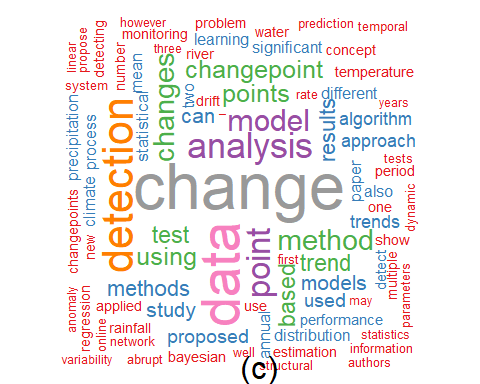 however
problem
water
prediction
temporal
monitoring
learning
significant
concept
linear
propose
detecting
number
mean
three
river
changepoint
temperature
system
changes
two
drift
points
rate
different
years
precipitation
process
statistical
can
–
model
results
algorithm
detection
analysis
approach
tests
climate
change
paper
period
also
one
dynamic
changepoints
new
trends
test
data
point
method
show
using
first
trend
detect
multiple
parameters
methods
based
models
anomaly
regression
online
applied
study
use
used
may
rainfall
annual
performance
network
proposed
distribution
statistics
information
variability
abrupt
bayesian
well
estimation
authors
structural
(c)